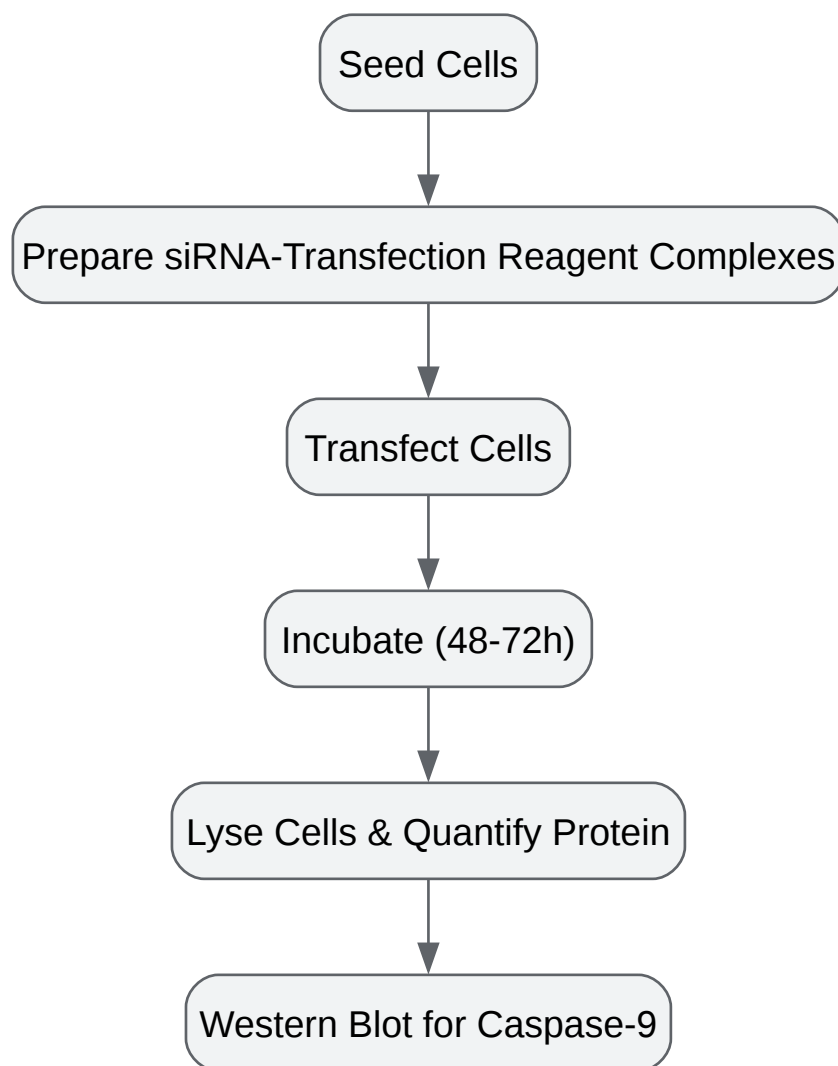 Seed Cells
Prepare siRNA-Transfection Reagent Complexes
Transfect Cells
Incubate (48-72h)
Lyse Cells & Quantify Protein
Western Blot for Caspase-9